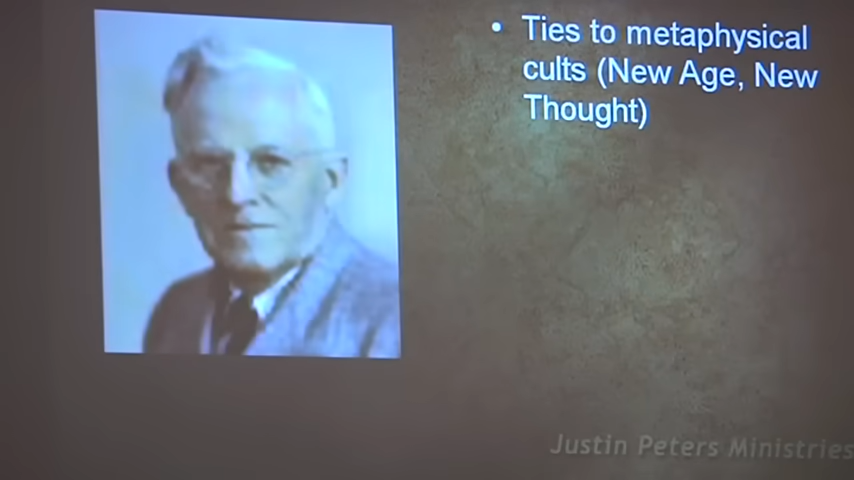 • Ties to metaphysical
cults (New Age, New
Thought)
Justin Peters Ministries